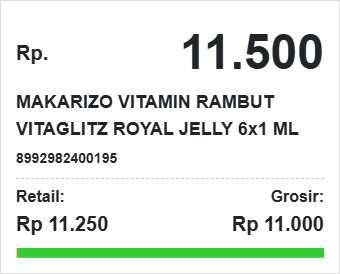 Rp. 11.500
MAKARIZO VITAMIN RAMBUT
VITAGLITZ ROYAL JELLY 6x1 ML
8992982400195
Retail: Grosir:
Rp 11.250 Rp 11.000